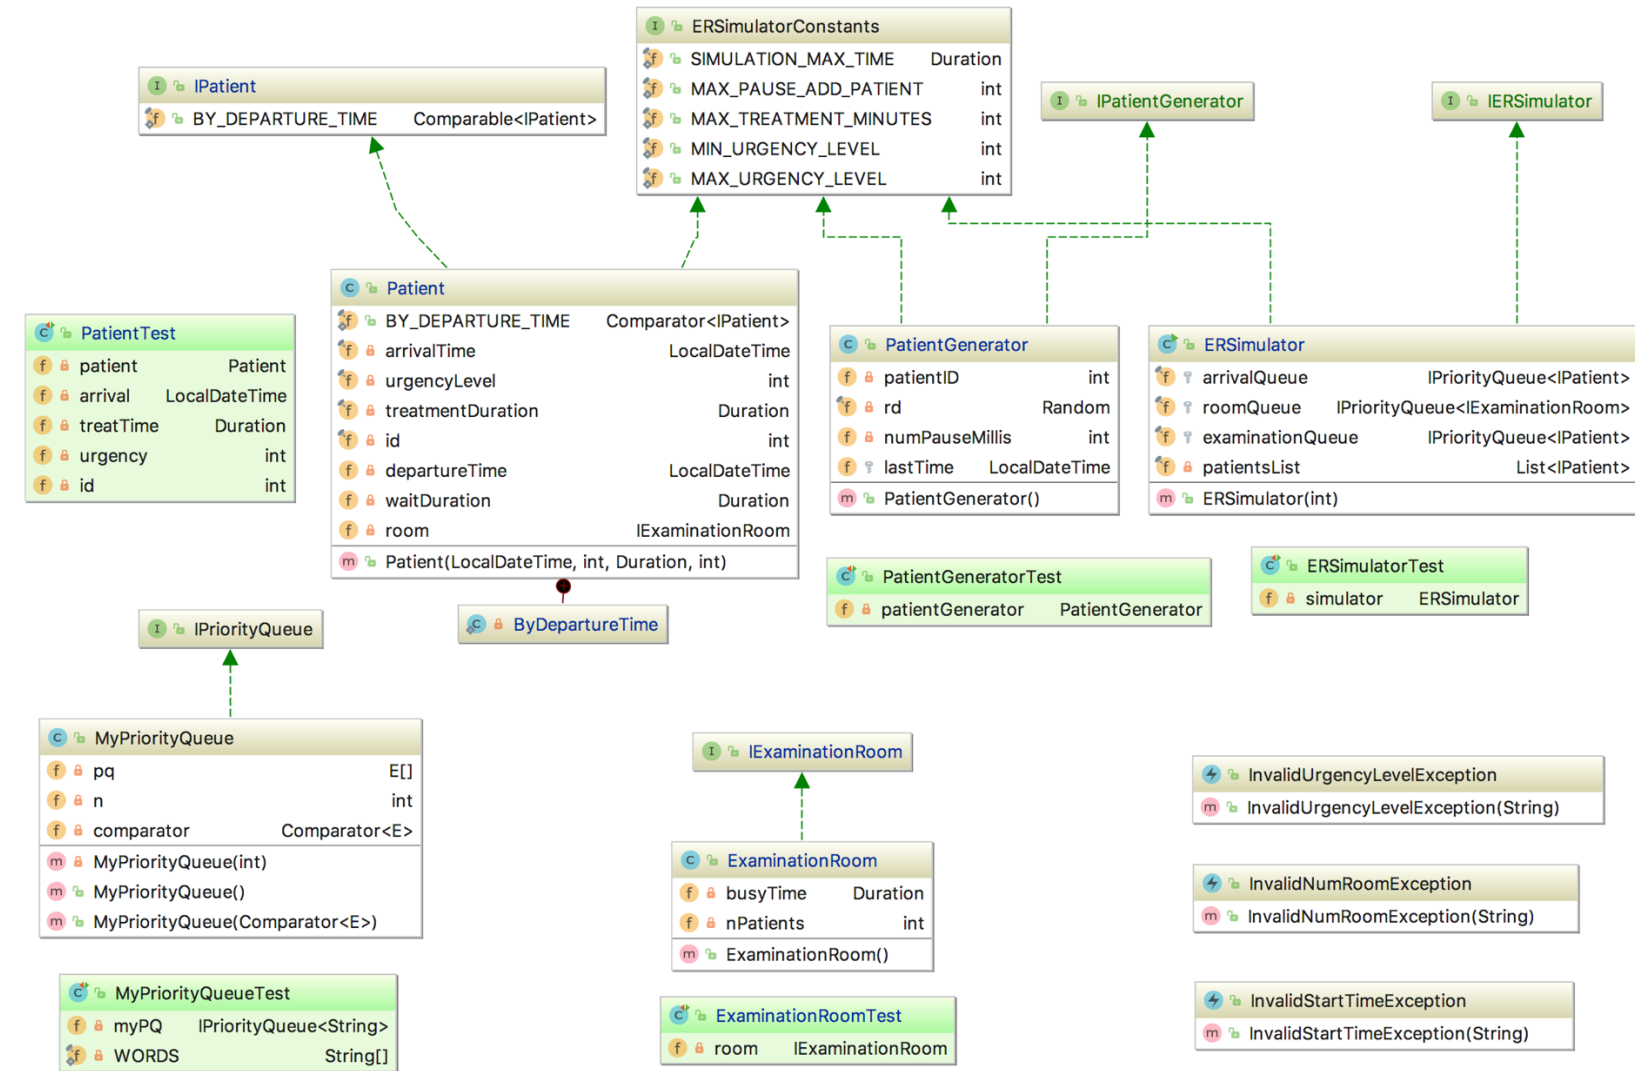 ERSimulatorConstants
SIMULATION_MAX_TIME Duration
MAX_PAUSE_ADD_PATIENT int
MAX_TREATMENT_MINUTES int
MIN_URGENCY_LEVEL int
MAX_URGENCY_LEVEL int
IPatient
BY_DEPARTURE_TIME Comparable<IPatient>
IPatientGenerator
IERSimulator
Patient
BY_DEPARTURE_TIME Comparator<IPatient>
arrivalTime LocalDateTime
urgencyLevel int
treatmentDuration Duration
id int
departureTime LocalDateTime
waitDuration Duration
room IExaminationRoom
Patient(LocalDateTime, int, Duration, int)
PatientTest
patient Patient
arrival LocalDateTime
treatTime Duration
urgency int
id int
PatientGenerator
patientID int
rd Random
numPauseMillis int
lastTime LocalDateTime
PatientGenerator()
ERSimulator
arrivalQueue IPriorityQueue<IPatient>
roomQueue IPriorityQueue<IExaminationRoom>
examinationQueue IPriorityQueue<IPatient>
patientsList List<IPatient>
ERSimulator(int)
PatientGeneratorTest
patientGenerator PatientGenerator
ERSimulatorTest
simulator ERSimulator
ByDepartureTime
IPriorityQueue
MyPriorityQueue
pq E[]
n int
comparator Comparator<E>
MyPriorityQueue(int)
MyPriorityQueue()
MyPriorityQueue(Comparator<E>)
IExaminationRoom
ExaminationRoom
busyTime Duration
nPatients int
ExaminationRoom()
InvalidUrgencyLevelException
InvalidUrgencyLevelException(String)
InvalidNumRoomException
InvalidNumRoomException(String)
InvalidStartTimeException
InvalidStartTimeException(String)
MyPriorityQueueTest
myPQ IPriorityQueue<String>
WORDS String[]
ExaminationRoomTest
room IExaminationRoom